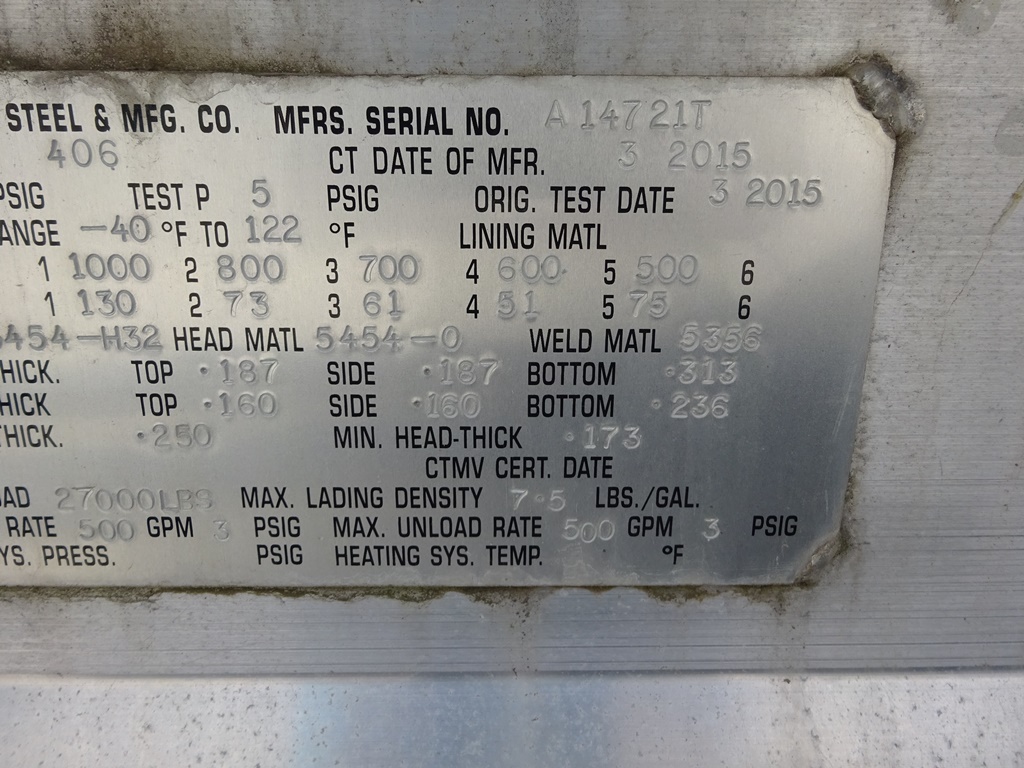 STEEL & MFG. CO. MFRS. SERIAL NO. A 14721T
406 CT DATE OF MFR. 3 2015
PSIG TEST P 5 PSIG ORIG. TEST DATE 3 2015
ANGE -40 °F TO 122 °F LINING MATL
1 1000 2 800 3 700 4 600 5 500 6
1 130 2 73 3 61 4 51 5 75 6
5454-H32 HEAD MATL 5454-0 WELD MATL 5356
HICK. TOP .187 SIDE .187 BOTTOM .313
HICK TOP .160 SIDE .160 BOTTOM .236
THICK. .250 MIN. HEAD-THICK .173
CTMV CERT. DATE
AD 27000LBS MAX. LADING DENSITY 7.5 LBS./GAL.
RATE 500 GPM 3 PSIG MAX. UNLOAD RATE 500 GPM 3 PSIG
YS. PRESS. PSIG HEATING SYS. TEMP. °F